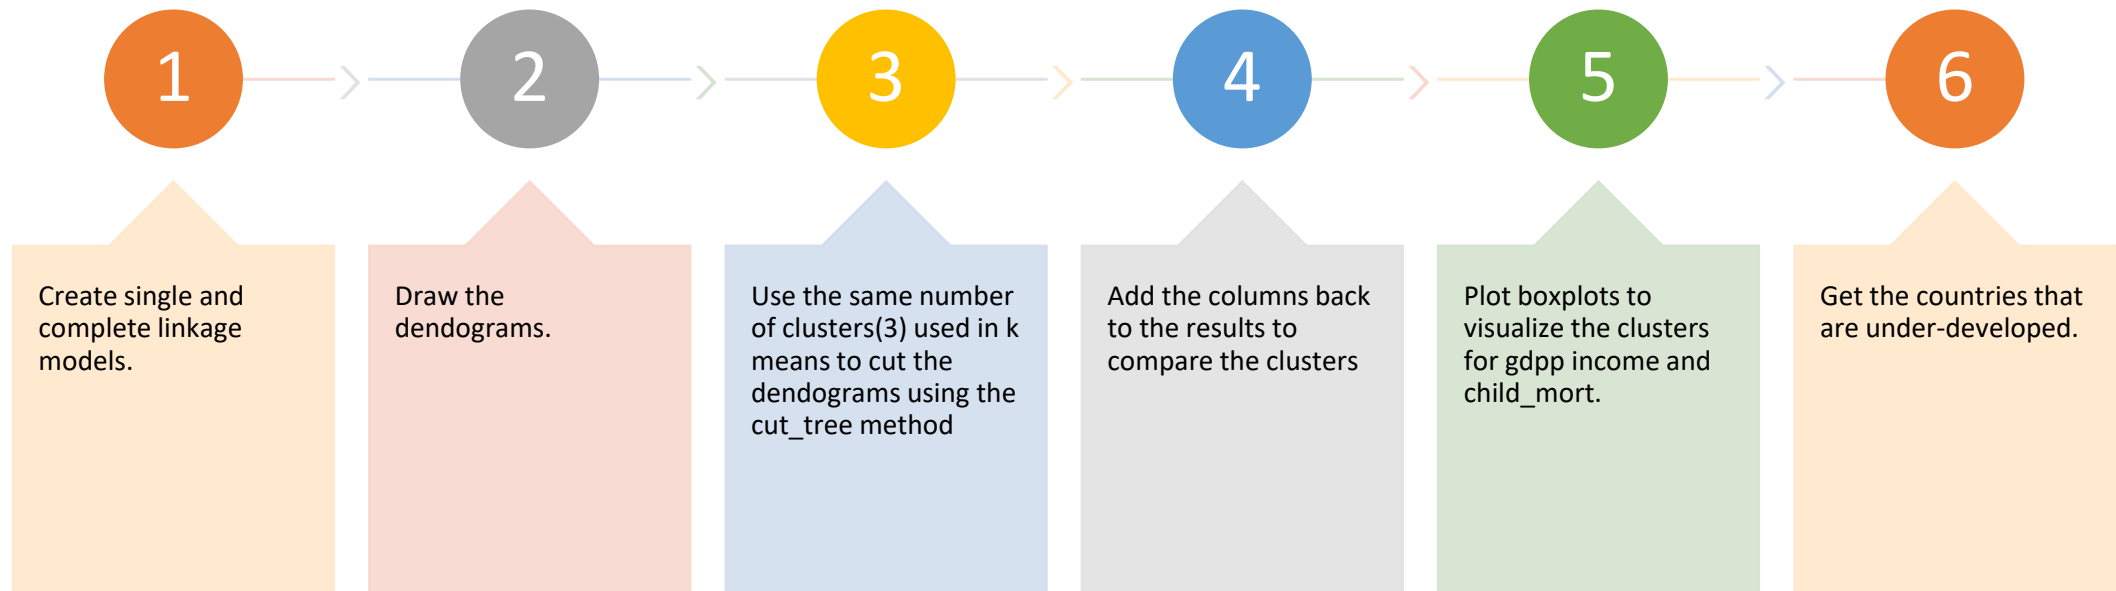 1
2
3
4
5
6
Create single and
complete linkage
models.
Draw the
dendograms.
Use the same number
of clusters(3) used in k
means to cut the
dendograms using the
cut_tree method
Add the columns back
to the results to
compare the clusters
Plot boxplots to
visualize the clusters
for gdpp income and
child_mort.
Get the countries that
are under-developed.